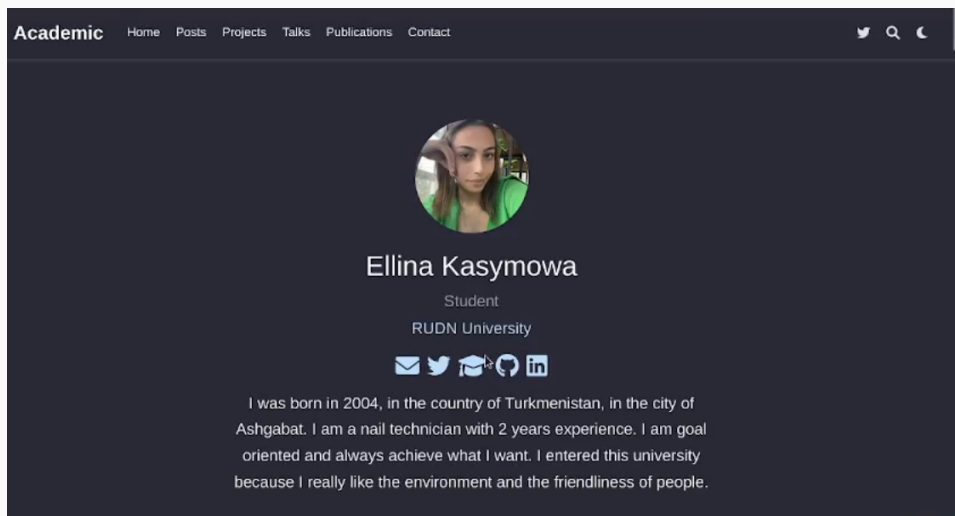 Academic Home Posts Projects Talks Publications Contact
Ellina Kasymowa
Student
RUDN University
I was born in 2004, in the country of Turkmenistan, in the city of
Ashgabat. I am a nail technician with 2 years experience. I am goal
oriented and always achieve what I want. I entered this university
because I really like the environment and the friendliness of people.